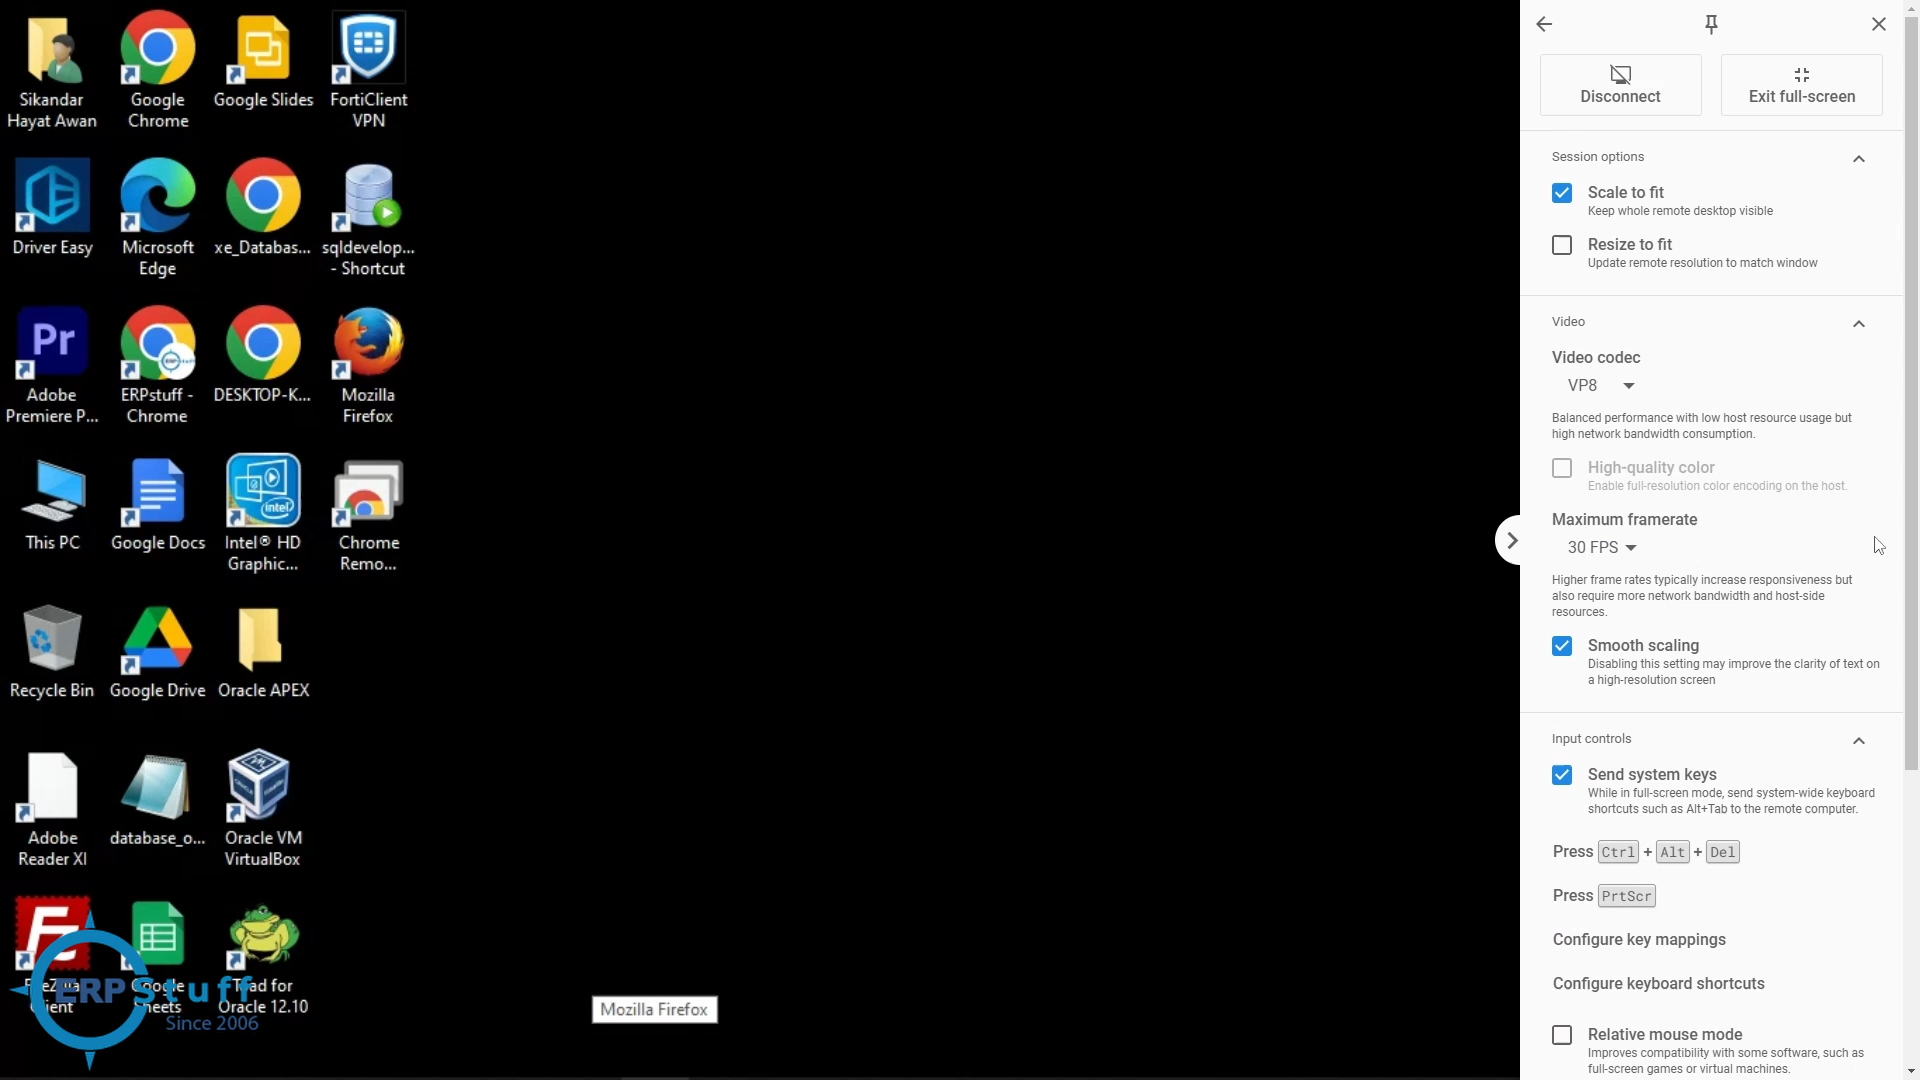 Sikandar
Hayat Awan
Google
Chrome
Google Slides
FortiClient
VPN
Driver Easy
Microsoft
Edge
xe_Databas...
sqldevelop...
- Shortcut
Pr
Adobe
Premiere P...
ERPstuff -
Chrome
DESKTOP-K...
Mozilla
Firefox
This PC
Google Docs
intel
Intel® HD
Graphic...
Chrome
Remo...
Recycle Bin
Google Drive
Oracle APEX
Adobe
Reader XI
database_o...
Oracle VM
VirtualBox
Client
Google
Sheets
Toad for
Oracle 12.10
ERPStuff
Since 2006
Mozilla Firefox
Disconnect
Exit full-screen
Session options
Scale to fit
Keep whole remote desktop visible
Resize to fit
Update remote resolution to match window
Video
Video codec
VP8
Balanced performance with low host resource usage but
high network bandwidth consumption.
High-quality color
Enable full-resolution color encoding on the host.
Maximum framerate
30 FPS
Higher frame rates typically increase responsiveness but
also require more network bandwidth and host-side
resources.
Smooth scaling
Disabling this setting may improve the clarity of text on
a high-resolution screen
Input controls
Send system keys
While in full-screen mode, send system-wide keyboard
shortcuts such as Alt+Tab to the remote computer.
Press Ctrl + Alt + Del
Press PrtScr
Configure key mappings
Configure keyboard shortcuts
Relative mouse mode
Improves compatibility with some software, such as
full-screen games or virtual machines.